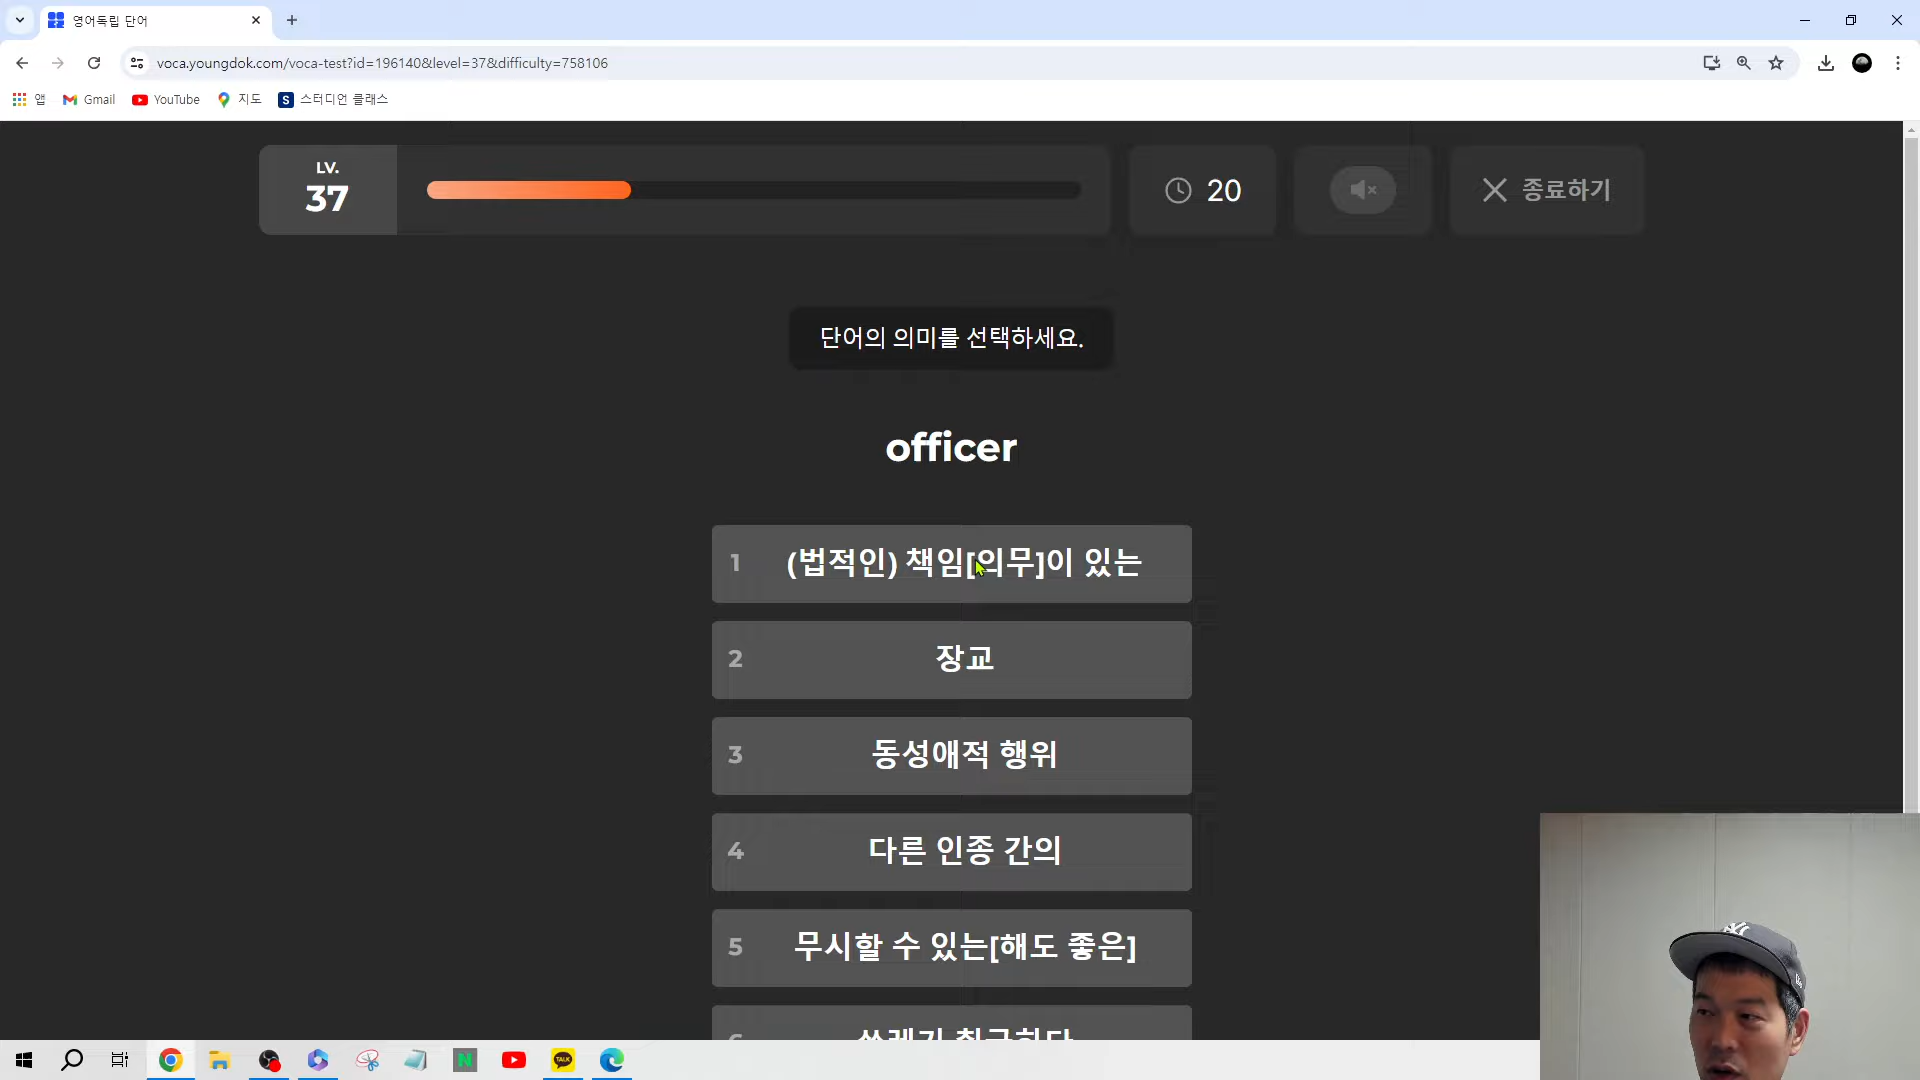 영어독립 단어
voca.youngdok.com/voca-test?id=196140&level=37&difficulty=758106
앱
Gmail
YouTube
지도
S
스터디언 클래스
LV.
37
20
종료하기
단어의 의미를 선택하세요.
officer
1 (법적인) 책임[의무]이 있는
2 장교
3 동성애적 행위
4 다른 인종 간의
5 무시할 수 있는[해도 좋은]
N
TALK